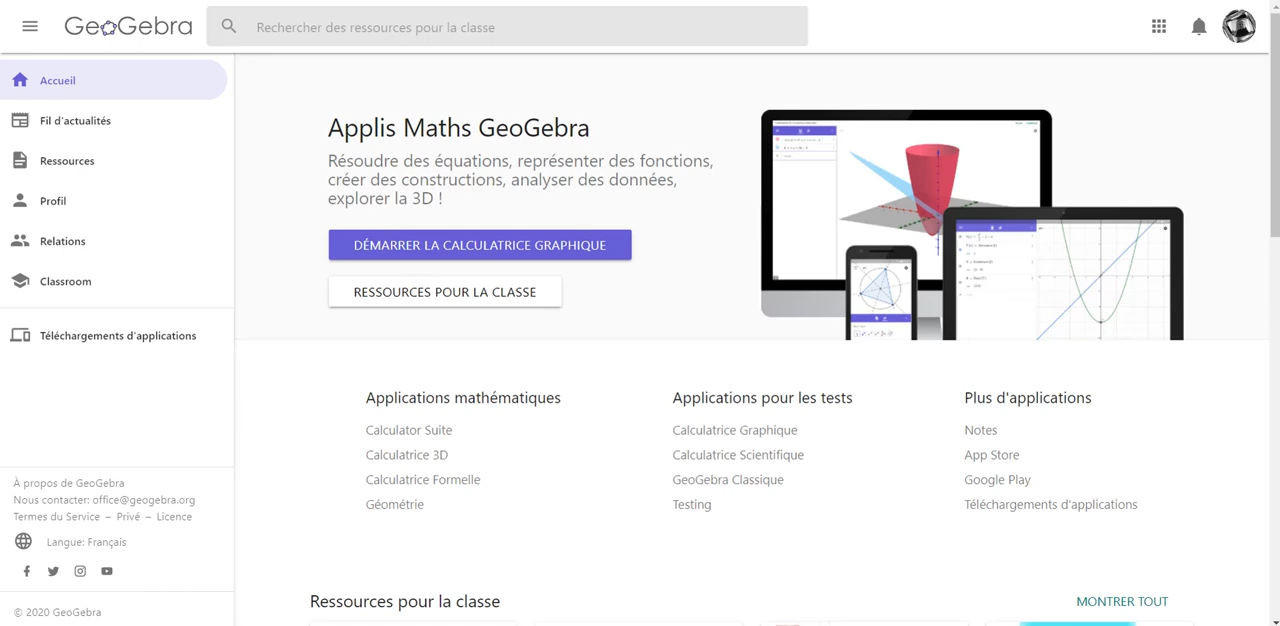 GeoGebra
Rechercher des ressources pour la classe
Accueil
Fil d'actualités
Ressources
Profil
Relations
Classroom
Téléchargements d'applications
À propos de GeoGebra
Nous contacter: office@geogebra.org
Termes du Service – Privé – Licence
Langue: Français
© 2020 GeoGebra
Applis Maths GeoGebra
Résoudre des équations, représenter des fonctions,
créer des constructions, analyser des données,
explorer la 3D !
DÉMARRER LA CALCULATRICE GRAPHIQUE
RESSOURCES POUR LA CLASSE
Applications mathématiques
Calculator Suite
Calculatrice 3D
Calculatrice Formelle
Géométrie
Applications pour les tests
Calculatrice Graphique
Calculatrice Scientifique
GeoGebra Classique
Testing
Plus d'applications
Notes
App Store
Google Play
Téléchargements d'applications
Ressources pour la classe
MONTRER TOUT